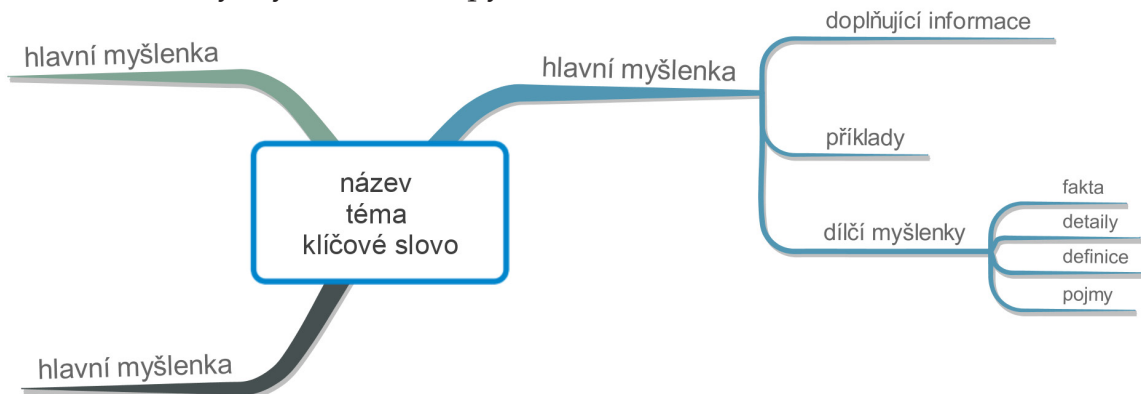 hlavní myšlenka
název
téma
klíčové slovo
hlavní myšlenka
hlavní myšlenka
doplňující informace
příklady
dílčí myšlenky
fakta
detaily
definice
pojmy